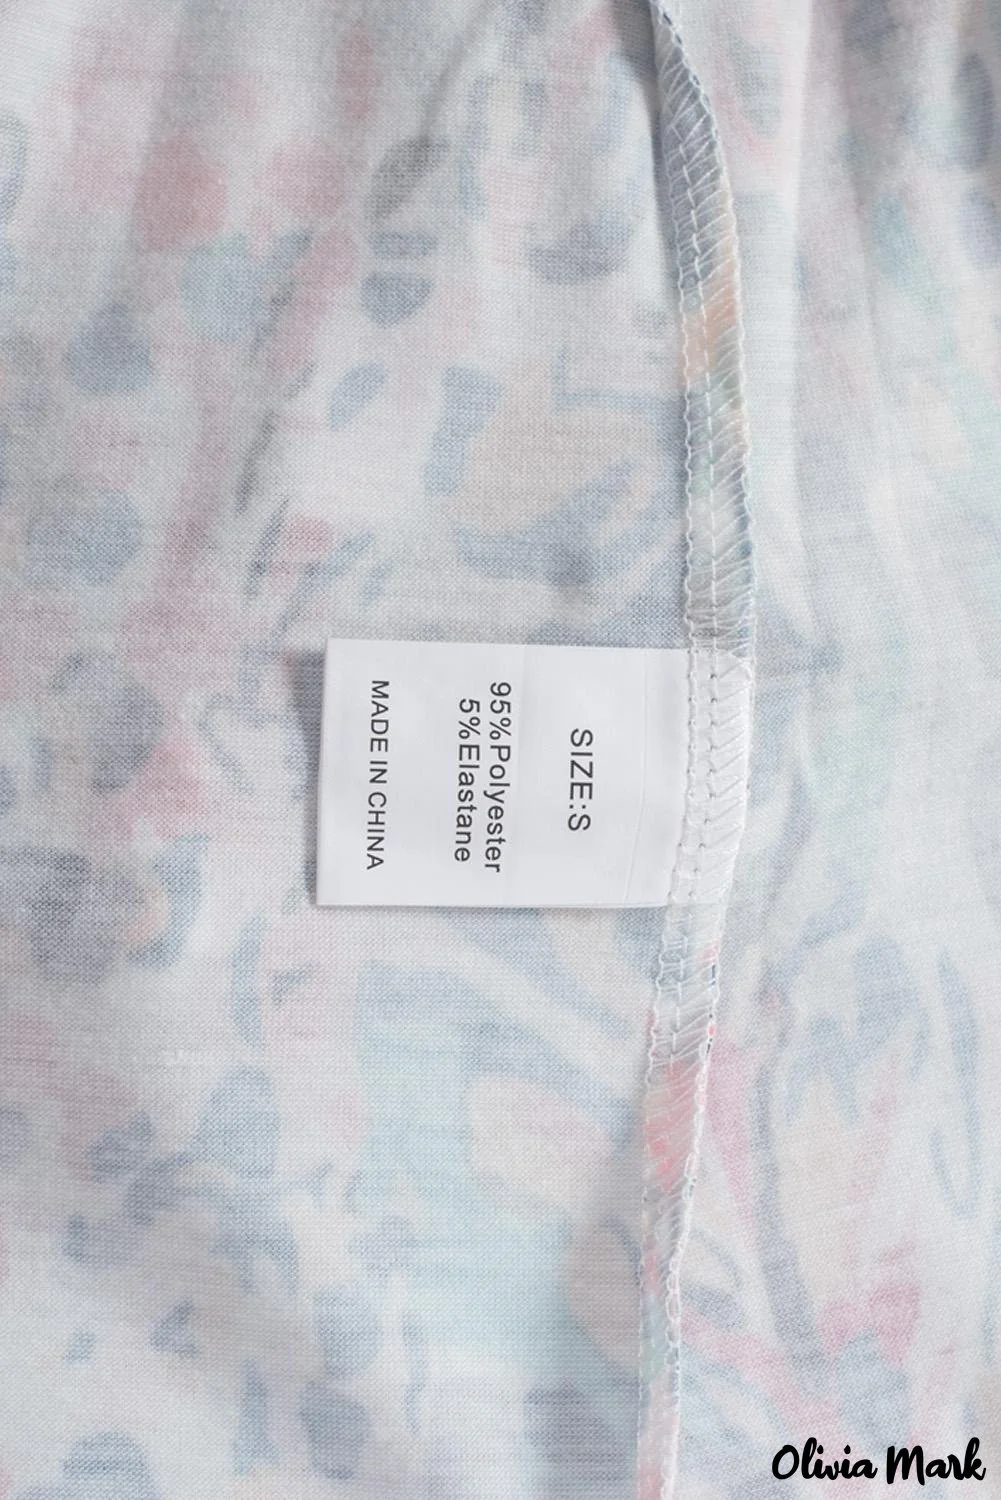 SIZE:S
95%Polyester
5%Elastane
MADE IN CHINA
Olivia Mark